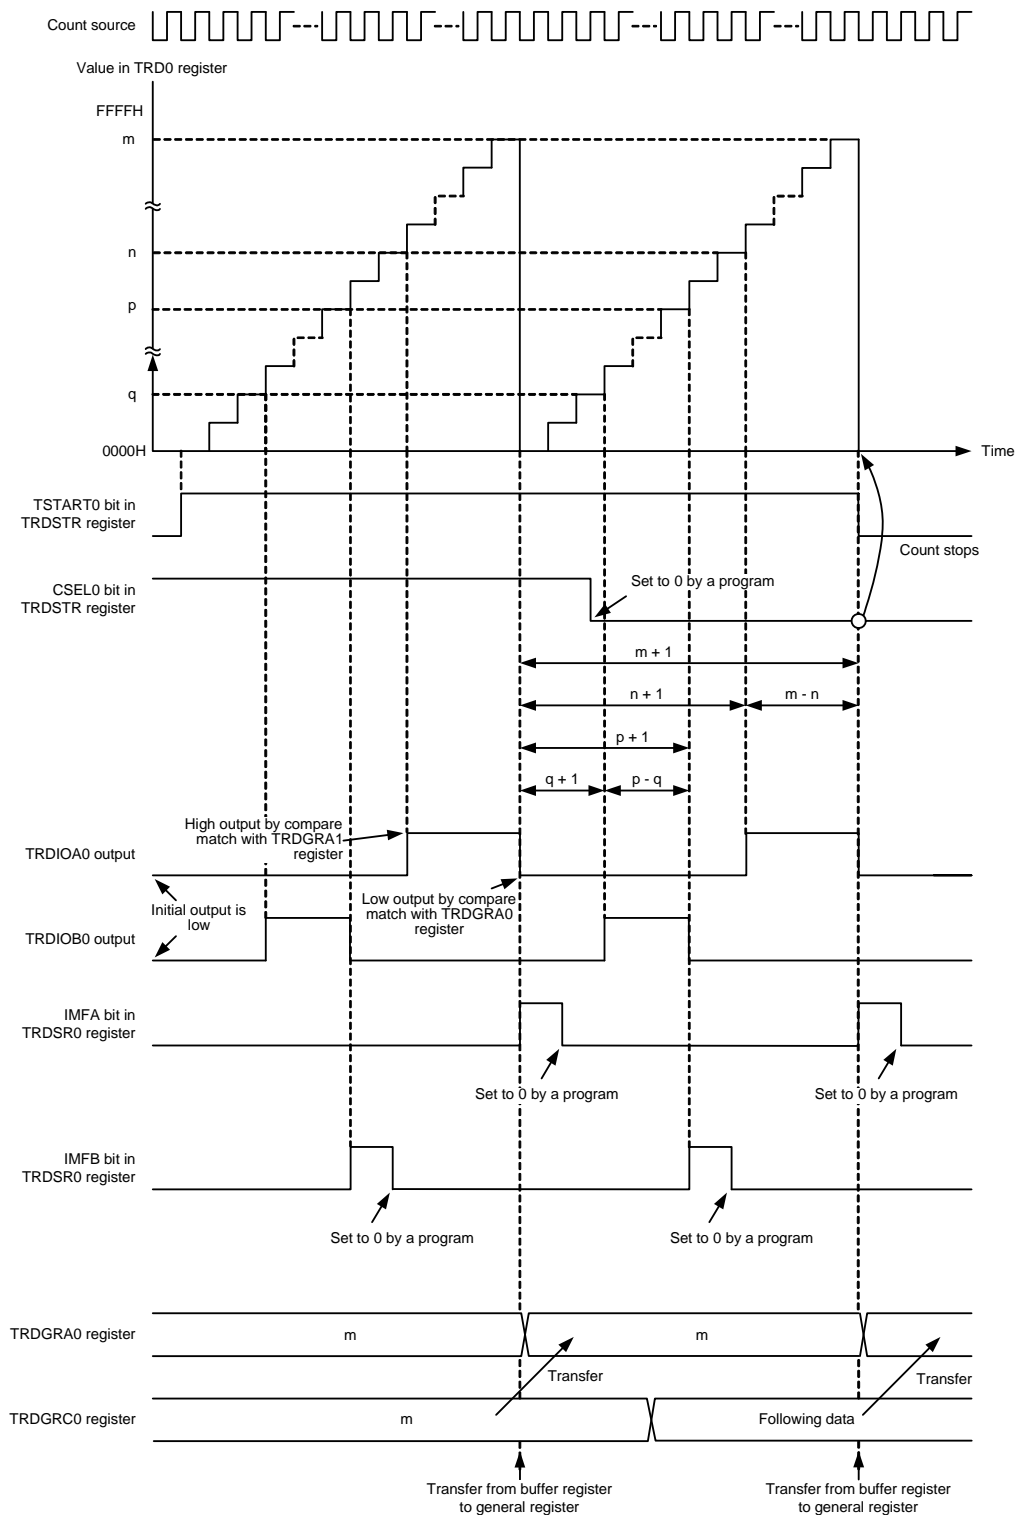 Count source
Value in TRD0 register
FFFFH
m
n
p
q
0000H
Time
TSTART0 bit in
TRDSTR register
Count stops
CSEL0 bit in
TRDSTR register
Set to 0 by a program
m + 1
n + 1
m - n
p + 1
q + 1
p - q
High output by compare
match with TRDGRA1
register
TRDIOA0 output
Low output by compare
match with TRDGRA0
register
Initial output is
low
TRDIOB0 output
IMFA bit in
TRDSR0 register
Set to 0 by a program
Set to 0 by a program
IMFB bit in
TRDSR0 register
Set to 0 by a program
Set to 0 by a program
TRDGRA0 register
m
m
Transfer
Transfer
TRDGRC0 register
m
Following data
Transfer from buffer register
to general register
Transfer from buffer register
to general register